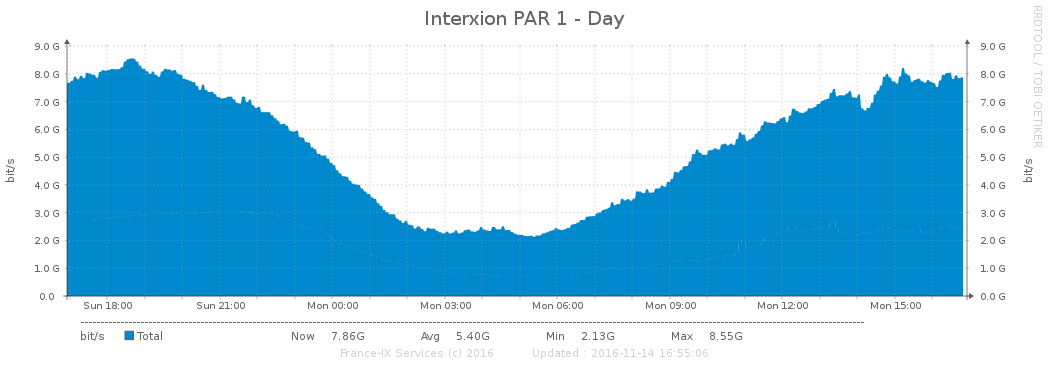 Interxion PAR 1 - Day
RRDTOOL / TOBI OETIKER
9.0 G 9.0 G
8.0 G 8.0 G
7.0 G 7.0 G
6.0 G 6.0 G
5.0 G 5.0 G
4.0 G 4.0 G
3.0 G 3.0 G
2.0 G 2.0 G
1.0 G 1.0 G
0.0 0.0 G
bit/s bit/s
Sun 18:00 Sun 21:00 Mon 00:00 Mon 03:00 Mon 06:00 Mon 09:00 Mon 12:00 Mon 15:00
bit/s Total Now 7.86G Avg 5.40G Min 2.13G Max 8.55G
France-IX Services (c) 2016 Updated : 2016-11-14 16:55:06